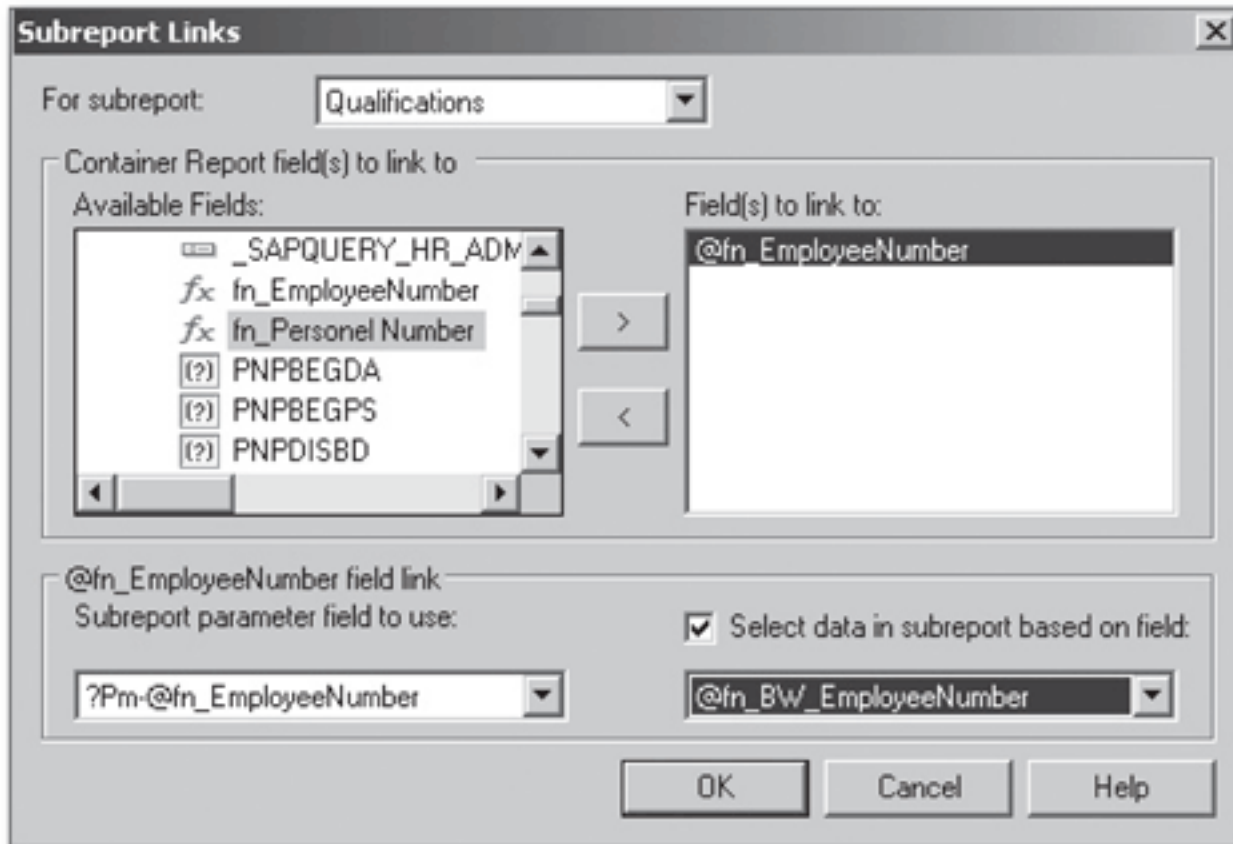 Subreport Links
For subreport:
Qualifications
Container Report field(s) to link to
Available Fields:
_SAPQUERY_HR_ADM
fn_EmployeeNumber
fn_Personel Number
(?) PNPBEGDA
(?) PNPBEGPS
(?) PNPDISBD
>
<
Field(s) to link to:
@fn_EmployeeNumber
@fn_EmployeeNumber field link
Subreport parameter field to use:
?Pm-@fn_EmployeeNumber
Select data in subreport based on field:
@fn_BW_EmployeeNumber
OK Cancel Help